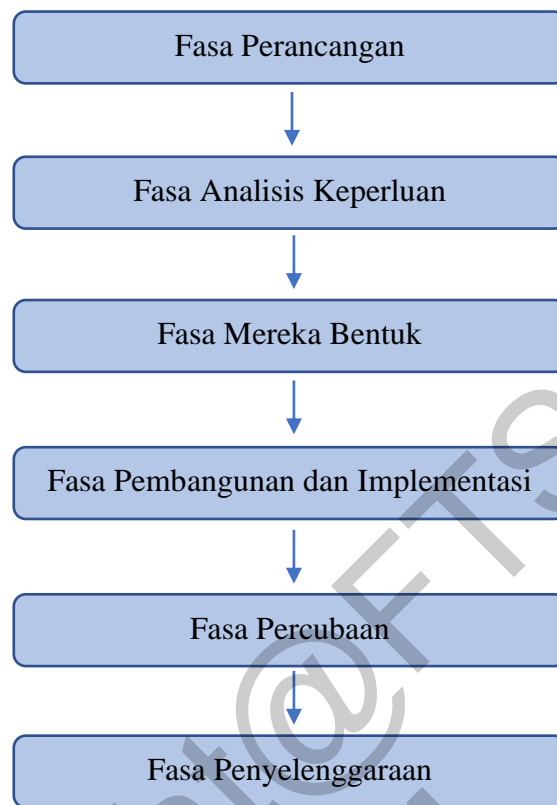 Fasa Perancangan
Fasa Analisis Keperluan
Fasa Mereka Bentuk
Fasa Pembangunan dan Implementasi
Fasa Percubaan
Fasa Penyelenggaraan